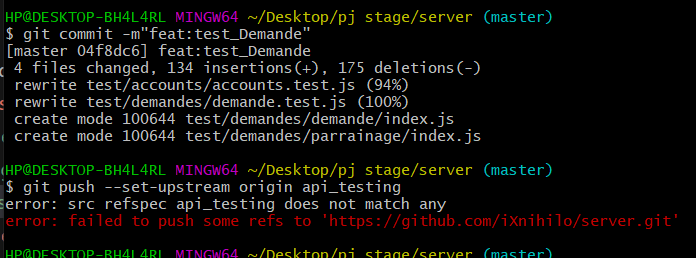 HP@DESKTOP-BH4L4RL MINGW64 ~/Desktop/pj stage/server (master)
$ git commit -m"feat:test_Demande"
[master 04f8dc6] feat:test_Demande
 4 files changed, 134 insertions(+), 175 deletions(-)
 rewrite test/accounts/accounts.test.js (94%)
 rewrite test/demandes/demande.test.js (100%)
 create mode 100644 test/demandes/demande/index.js
 create mode 100644 test/demandes/parrainage/index.js
HP@DESKTOP-BH4L4RL MINGW64 ~/Desktop/pj stage/server (master)
$ git push --set-upstream origin api_testing
error: src refspec api_testing does not match any
error: failed to push some refs to 'https://github.com/iXnihilo/server.git'
HP@DESKTOP-BH4L4RL MINGW64 ~/Desktop/pj stage/server (master)